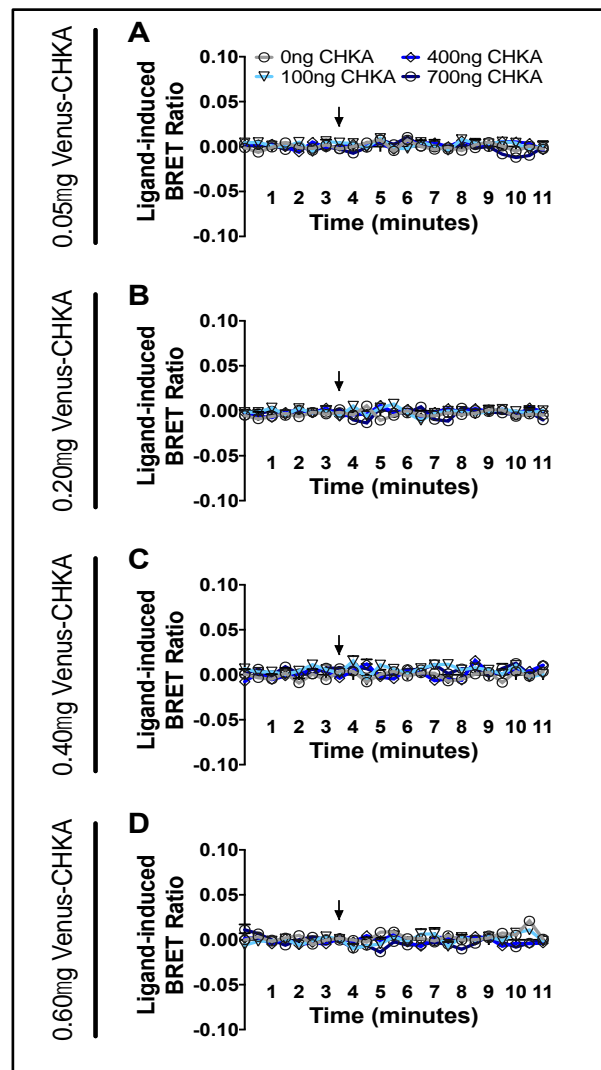 0.05mg Venus-CHKA
A
0ng CHKA
400ng CHKA
100ng CHKA
700ng CHKA
Ligand-induced
BRET Ratio
0.10
0.05
0.00
-0.05
-0.10
1 2 3 4 5 6 7 8 9 10 11
Time (minutes)
0.20mg Venus-CHKA
B
Ligand-induced
BRET Ratio
0.10
0.05
0.00
-0.05
-0.10
1 2 3 4 5 6 7 8 9 10 11
Time (minutes)
0.40mg Venus-CHKA
C
Ligand-induced
BRET Ratio
0.10
0.05
0.00
-0.05
-0.10
1 2 3 4 5 6 7 8 9 10 11
Time (minutes)
0.60mg Venus-CHKA
D
Ligand-induced
BRET Ratio
0.10
0.05
0.00
-0.05
-0.10
1 2 3 4 5 6 7 8 9 10 11
Time (minutes)